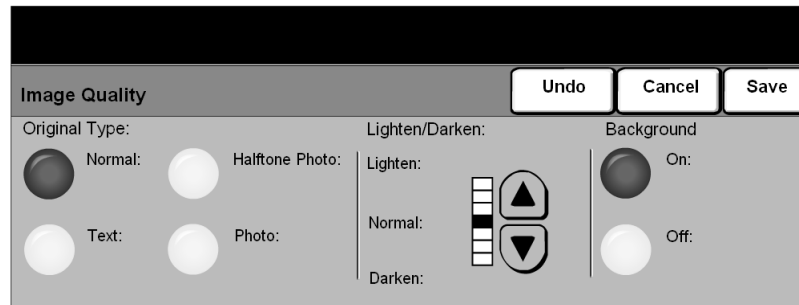 Image Quality
Undo
Cancel
Save
Original Type:
Normal:
Halftone Photo:
Text:
Photo:
Lighten/Darken:
Lighten:
Normal:
Darken:
Background
On:
Off: